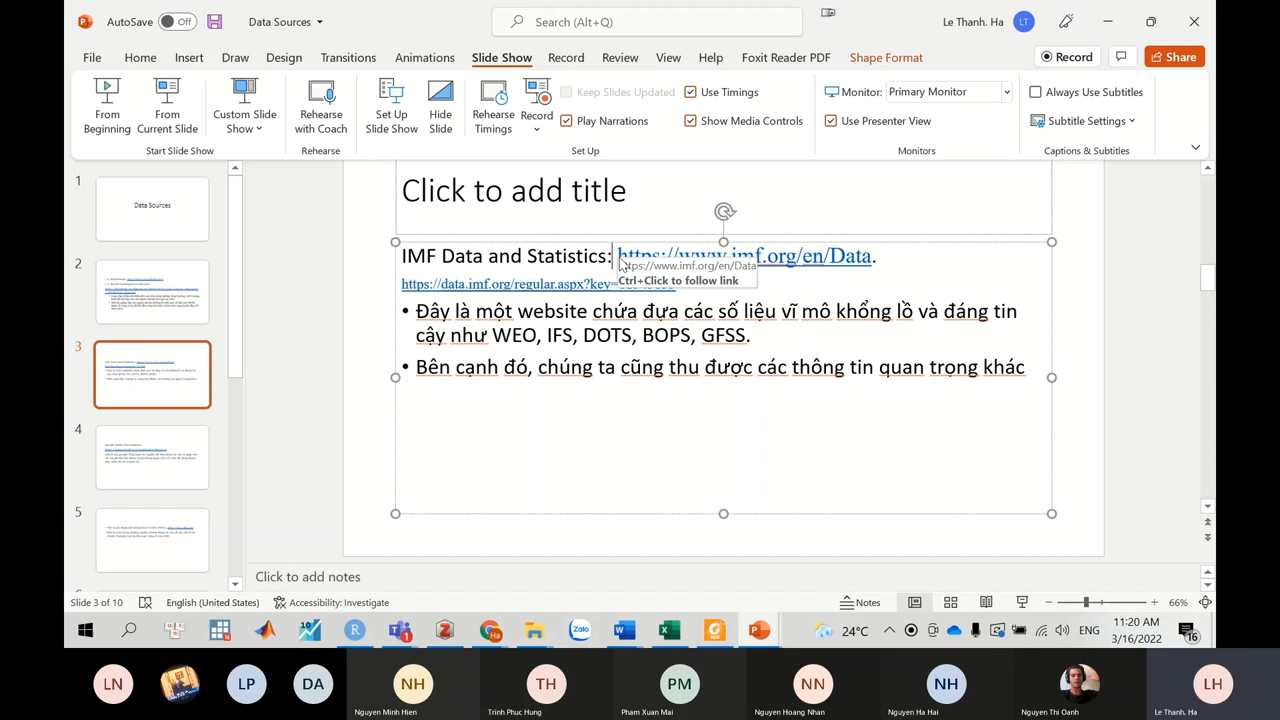 AutoSave Off
Data Sources
Search (Alt+Q)
Le Thanh. Ha LT
File Home Insert Draw Design Transitions Animations Slide Show Record Review View Help Foxit Reader PDF Shape Format
Record
Share
From Beginning
From Current Slide
Custom Slide Show
Start Slide Show
Rehearse with Coach
Rehearse
Set Up Slide Show
Hide Slide
Rehearse Timings
Record
Keep Slides Updated
Play Narrations
Use Timings
Show Media Controls
Set Up
Monitor: Primary Monitor
Use Presenter View
Monitors
Always Use Subtitles
Subtitle Settings
Captions & Subtitles
1
Data Sources
2
3
4
5
Click to add title
IMF Data and Statistics: https://www.imf.org/en/Data.
https://www.imf.org/en/Data
Ctrl+Click to follow link
https://data.imf.org/regular.aspx?key=
• Đây là một website chứa đựa các số liệu vĩ mô khổng lồ và đáng tin
cậy như WEO, IFS, DOTS, BOPS, GFSS.
• Bên cạnh đó, chúng ta cũng thu được các thông tin quan trọng khác
Click to add notes
Slide 3 of 10
English (United States)
Accessibility: Investigate
Notes
66%
24°C
ENG
11:20 AM
3/16/2022
16
LN
LP
DA
NH
Nguyen Minh Hien
TH
Trinh Phuc Hung
PM
Pham Xuan Mai
NN
Nguyen Hoang Nhan
NH
Nguyen Ha Hai
Nguyen Thi Oanh
LH
Le Thanh. Ha